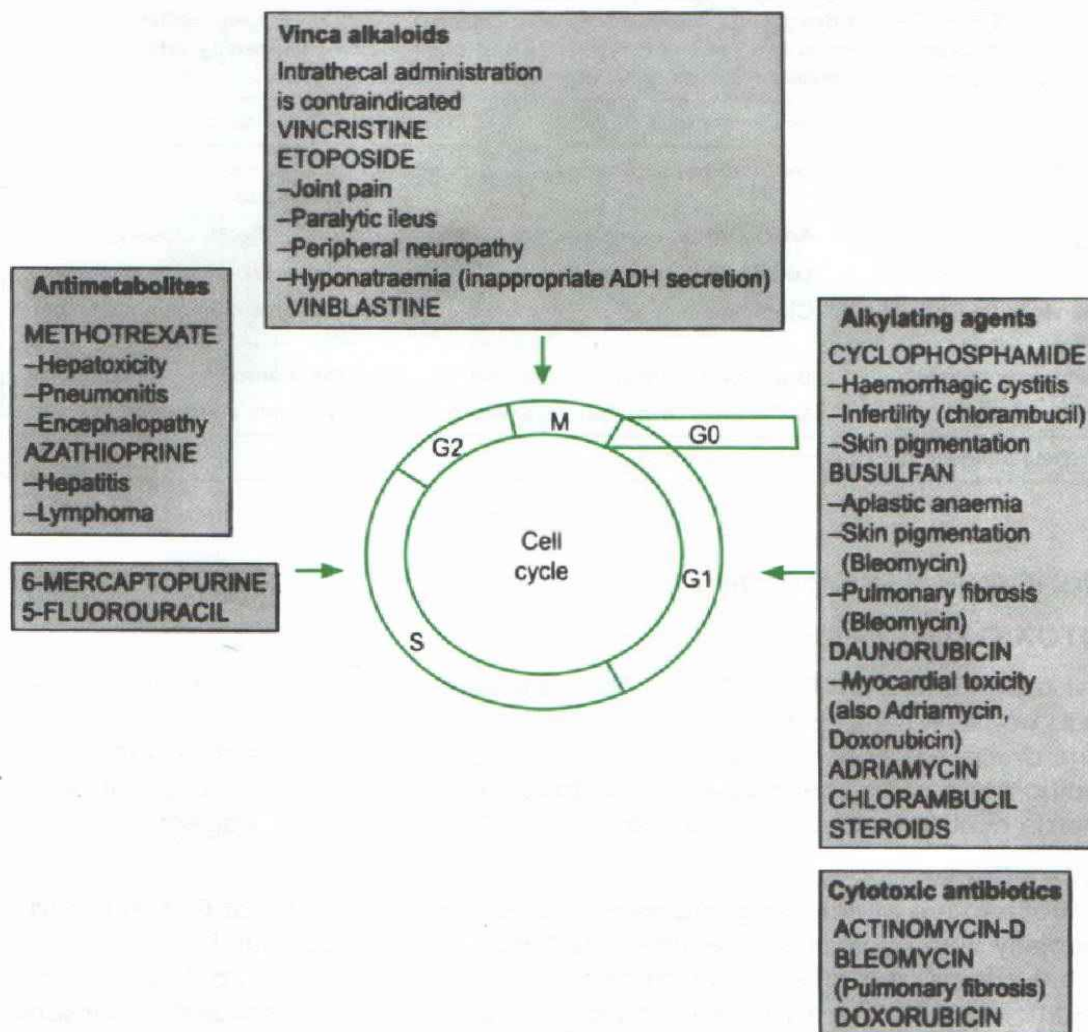 Vinca alkaloids
Intrathecal administration
is contraindicated
VINCRISTINE
ETOPOSIDE
–Joint pain
–Paralytic ileus
–Peripheral neuropathy
–Hyponatraemia (inappropriate ADH secretion)
VINBLASTINE
Antimetabolites
METHOTREXATE
–Hepatoxicity
–Pneumonitis
–Encephalopathy
AZATHIOPRINE
–Hepatitis
–Lymphoma
6-MERCAPTOPURINE
5-FLUOROURACIL
M
G2
G0
Cell
cycle
G1
S
Alkylating agents
CYCLOPHOSPHAMIDE
–Haemorrhagic cystitis
–Infertility (chlorambucil)
–Skin pigmentation
BUSULFAN
–Aplastic anaemia
–Skin pigmentation
(Bleomycin)
–Pulmonary fibrosis
(Bleomycin)
DAUNORUBICIN
–Myocardial toxicity
(also Adriamycin,
Doxorubicin)
ADRIAMYCIN
CHLORAMBUCIL
STEROIDS
Cytotoxic antibiotics
ACTINOMYCIN-D
BLEOMYCIN
(Pulmonary fibrosis)
DOXORUBICIN